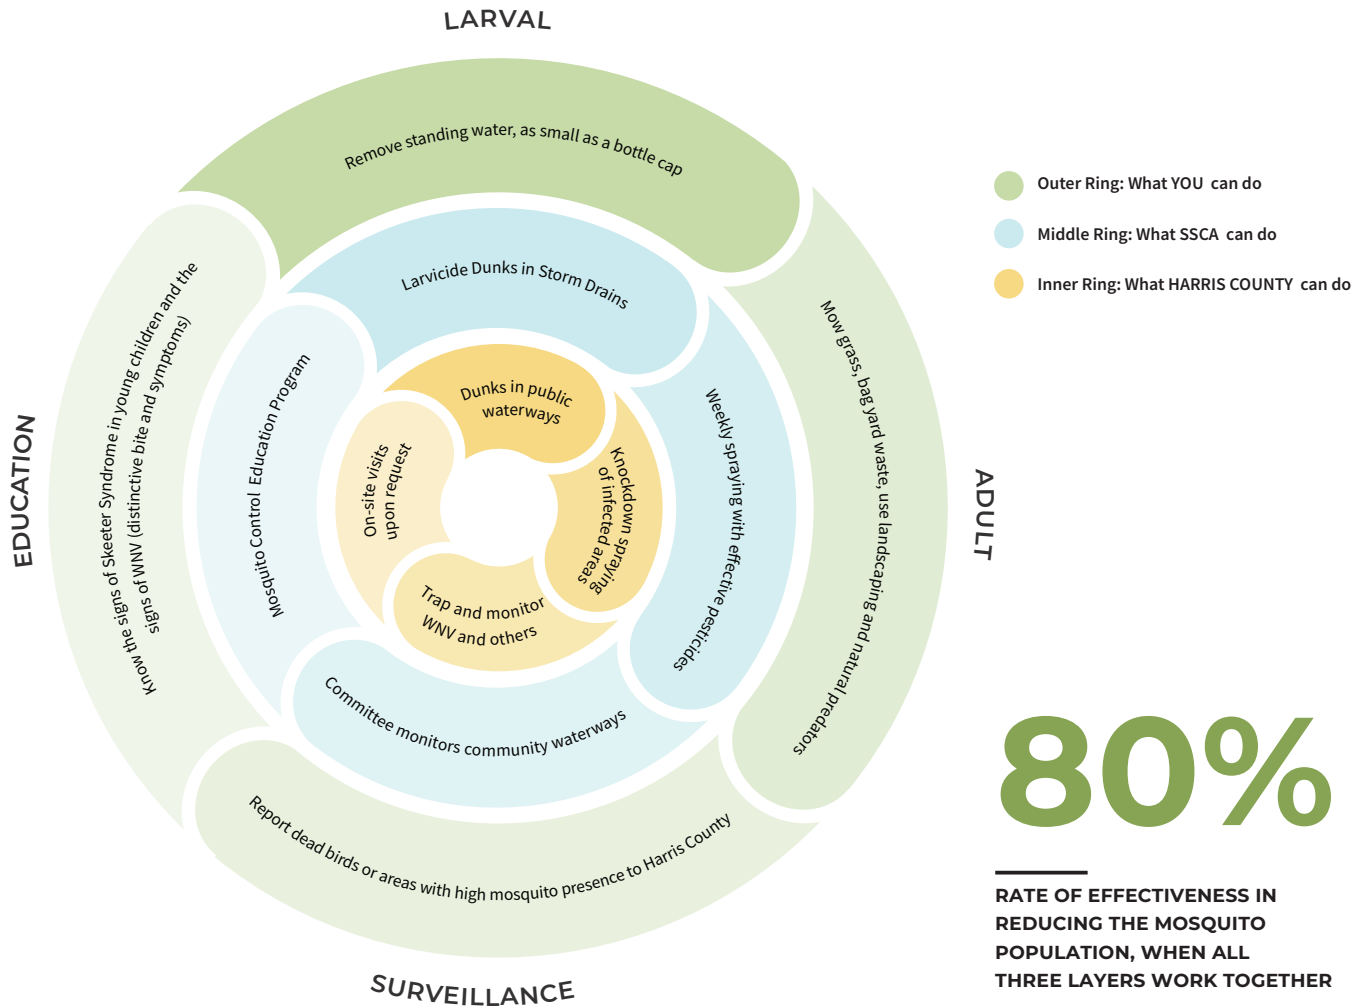 LARVAL
Remove standing water, as small as a bottle cap
Larvicide Dunks in Storm Drains
Dunks in public
waterways
ADULT
Mow grass, bag yard waste, use landscaping and natural predators
Weekly spraying with effective pesticides
Knockdown spraying
of infected areas
SURVEILLANCE
Trap and monitor
WNV and others
Committee monitors community waterways
Report dead birds or areas with high mosquito presence to Harris County
EDUCATION
Know the signs of Skeeter Syndrome in young children and the
signs of WNV (distinctive bite and symptoms)
Mosquito Control Education Program
On-site visits
upon request
Outer Ring: What YOU can do
Middle Ring: What SSCA can do
Inner Ring: What HARRIS COUNTY can do
80%
RATE OF EFFECTIVENESS IN
REDUCING THE MOSQUITO
POPULATION, WHEN ALL
THREE LAYERS WORK TOGETHER